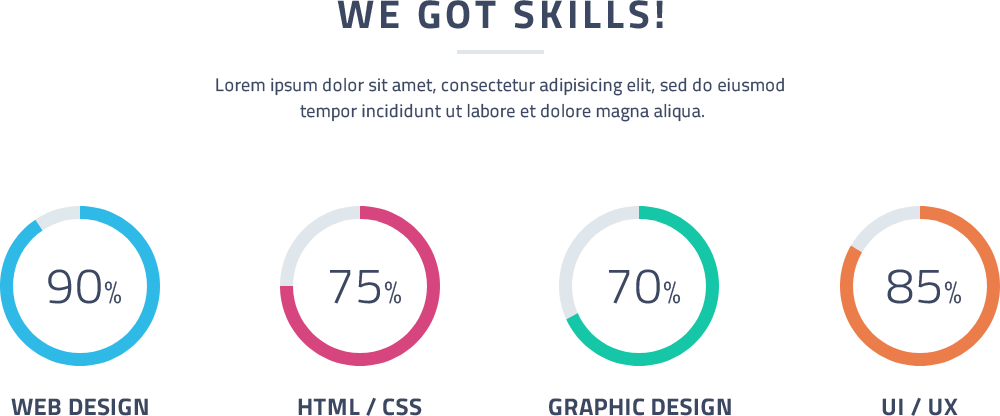 WE GOT SKILLS!
Lorem ipsum dolor sit amet, consectetur adipisicing elit, sed do eiusmod
tempor incididunt ut labore et dolore magna aliqua.
90%
75%
70%
85%
WEB DESIGN
HTML / CSS
GRAPHIC DESIGN
UI / UX